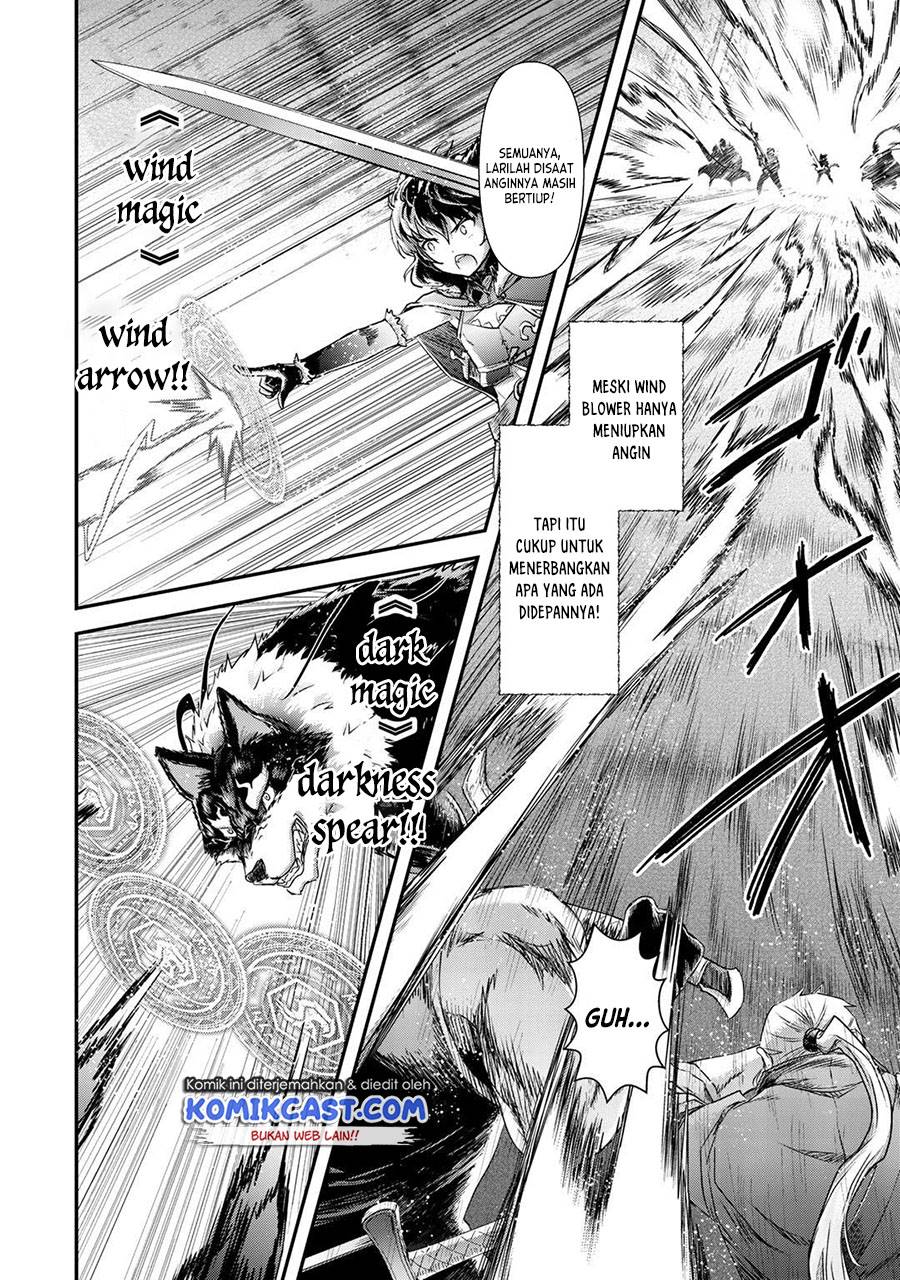 ゴオオ
MESKI WIND
BLOWER HANYA
MENIUPKAN
ANGIN
TAPI ITU
CUKUP UNTUK
MENERBANGKAN
APA YANG ADA
DIDEPANNYA!
GUH...
SEMUANYA,
LARILAH DISAAT
ANGINNYA MASIH
BERTIUP!
《
wind
magic
》
wind
arrow!!
《
dark
magic
》
darkness
spear!!!
Komik ini diterjemahkan & diedit oleh
KOMIKCAST.COM
BUKAN WEB LAIN!!